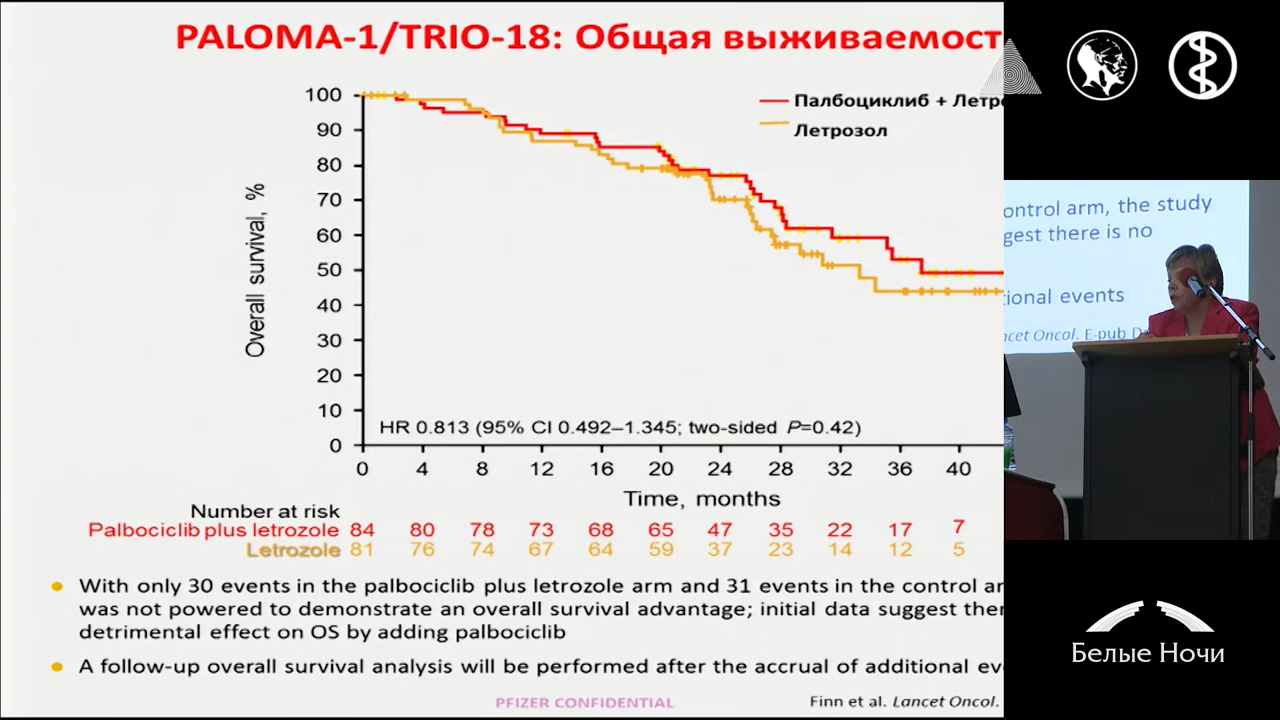 PALOMA-1/TRIO-18: Общая выживаемост
100
90
80
70
60
50
40
30
20
10
0
Overall survival, %
Палбоциклиб + Летро
Летрозол
HR 0.813 (95% CI 0.492–1.345; two-sided P=0.42)
0 4 8 12 16 20 24 28 32 36 40
Time, months
Number at risk
Palbociclib plus letrozole 84 80 78 73 68 65 47 35 22 17 7
Letrozole 81 76 74 67 64 59 37 23 14 12 5
With only 30 events in the palbociclib plus letrozole arm and 31 events in the control ar
was not powered to demonstrate an overall survival advantage; initial data suggest ther
detrimental effect on OS by adding palbociclib
A follow-up overall survival analysis will be performed after the accrual of additional ev
PFIZER CONFIDENTIAL
Finn et al. Lancet Oncol.
ontrol arm, the study
gest there is no
ional events
ncet Oncol. E-pub D
Белые Ночи